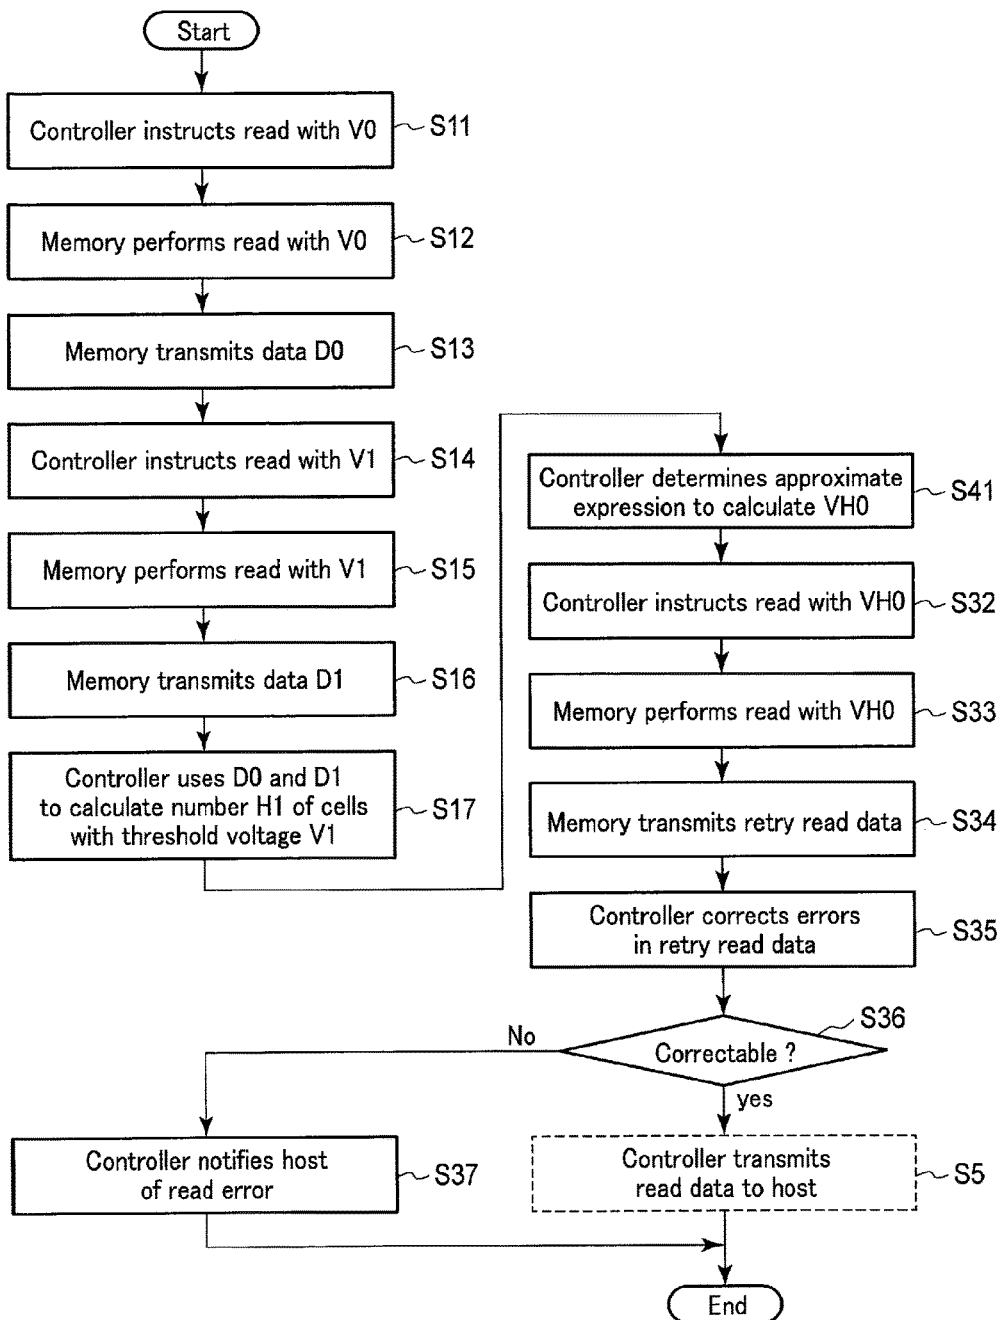 Start
Controller instructs read with V0
S11
Memory performs read with V0
S12
Memory transmits data D0
S13
Controller instructs read with V1
S14
Memory performs read with V1
S15
Memory transmits data D1
S16
Controller uses D0 and D1
to calculate number H1 of cells
with threshold voltage V1
S17
Controller determines approximate
expression to calculate VH0
S41
Controller instructs read with VH0
S32
Memory performs read with VH0
S33
Memory transmits retry read data
S34
Controller corrects errors
in retry read data
S35
Correctable ?
S36
No
yes
Controller notifies host
of read error
S37
Controller transmits
read data to host
S5
End